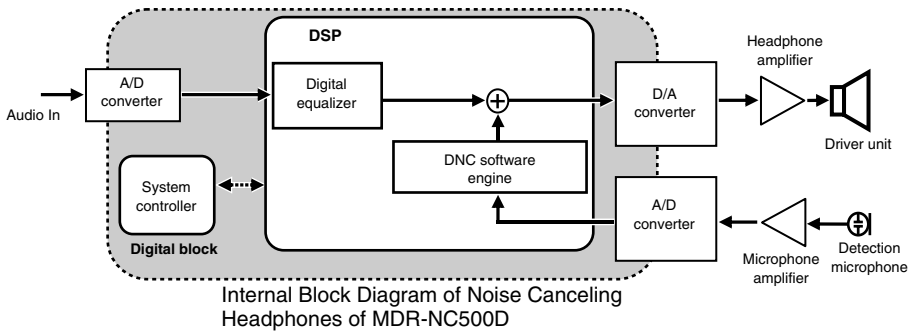 DSP
Headphone
amplifier
A/D
converter
Digital
equalizer
D/A
converter
Audio In
Driver unit
DNC software
engine
System
controller
A/D
converter
Digital block
Microphone
amplifier
Detection
microphone
Internal Block Diagram of Noise Canceling
Headphones of MDR-NC500D